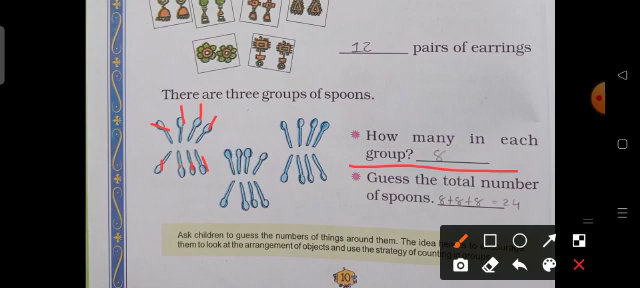 12 pairs of earrings
There are three groups of spoons.
* How many in each
group? 8
* Guess the total number
of spoons. 8+8+8 = 24
Ask children to guess the numbers of things around them. The idea
them to look at the arrangement of objects and use the strategy of counting
10